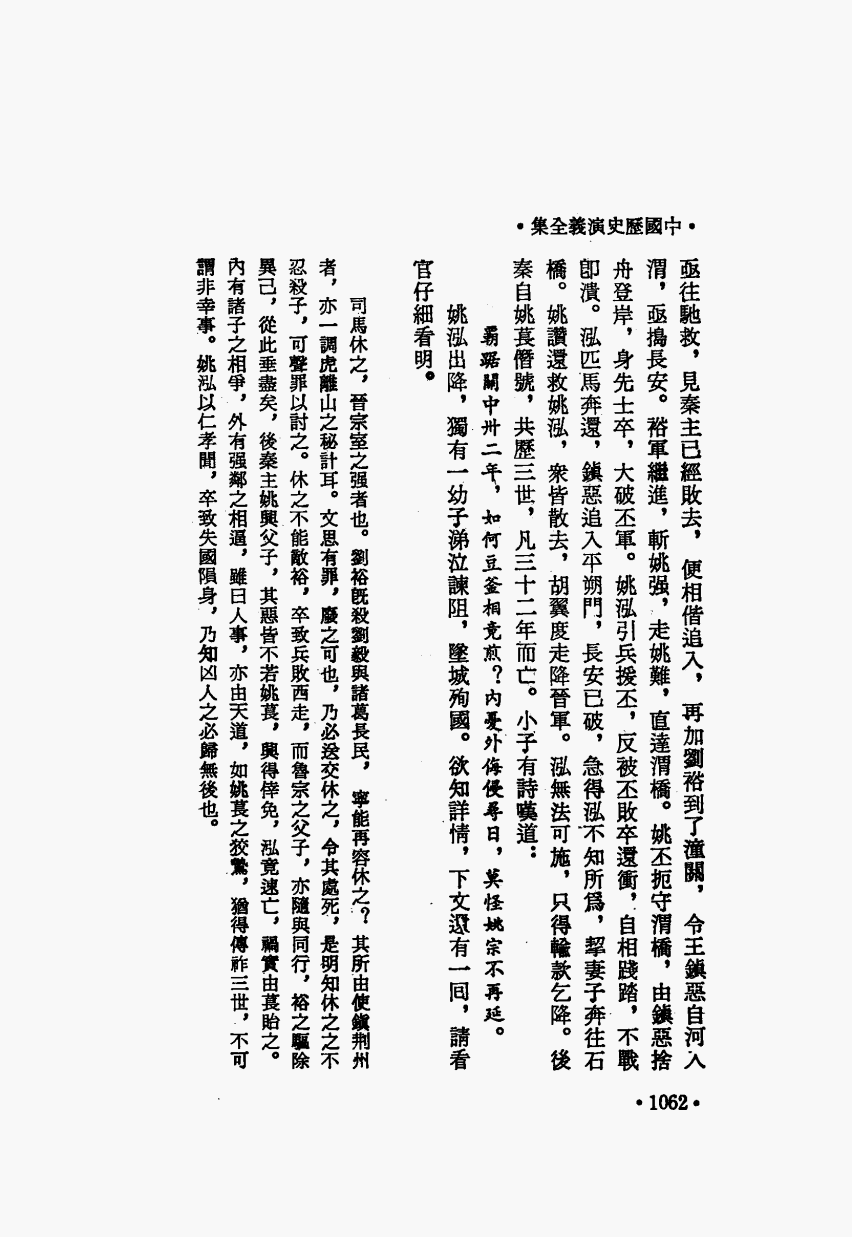 •中國歷史演義全集•
亟往馳救，見秦主已經敗去，便相偕追入，再加劉裕到了潼關，令王鎮惡自河入
渭，亟搗長安。裕軍繼進，斬姚强，走姚難，直達渭橋。姚丕扼守渭橋，由鎮惡捨
舟登岸，身先士卒，大破丕軍。姚泓引兵援丕，反被丕敗卒還衝，自相踐踏，不戰
卽潰。泓匹馬奔還，鎮惡追入平朔門，長安已破，急得泓不知所爲，挈妻子奔往石
橋。姚讚還救姚泓，衆皆散去，胡翼度走降晉軍。泓無法可施，只得輸款乞降。後
秦自姚萇僭號，共歷三世，凡三十二年而亡。小子有詩嘆道：
霸踞關中卅二年，如何豆釜相竟煎？內憂外侮侵尋日，莫怪姚宗不再延。
姚泓出降，獨有一幼子涕泣諫阻，墜城殉國。欲知詳情，下文還有一回，請看
官仔細看明。
司馬休之，晉宗室之强者也。劉裕旣殺劉毅與諸葛長民，寧能再容休之？其所由使鎮荆州
者，亦一調虎離山之秘計耳。文思有罪，廢之可也，乃必送交休之，令其處死，是明知休之之不
忍殺子，可聲罪以討之。休之不能敵裕，卒致兵敗西走，而魯宗之父子，亦隨與同行，裕之驅除
異己，從此垂盡矣，後秦主姚興父子，其惡皆不若姚萇，興得倖免，泓竟速亡，禍實由萇貽之。
內有諸子之相爭，外有强鄰之相逼，雖曰人事，亦由天道，如姚萇之狡鷙，猶得傳祚三世，不可
謂非幸事。姚泓以仁孝聞，卒致失國隕身，乃知凶人之必歸無後也。
•1062•